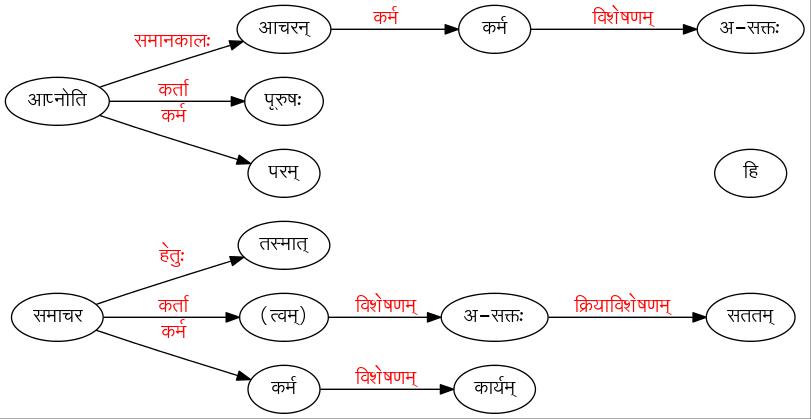 समानकालः आचरन् कर्म कर्म विशेषणम् अ-सक्तः
आप्नोति कर्ता पूरुषः
कर्म
परम् हि
तस्मात्
हेतुः
समाचर कर्ता (त्वम्) विशेषणम् अ-सक्तः क्रियाविशेषणम् सततम्
कर्म
कर्म विशेषणम् कार्यम्